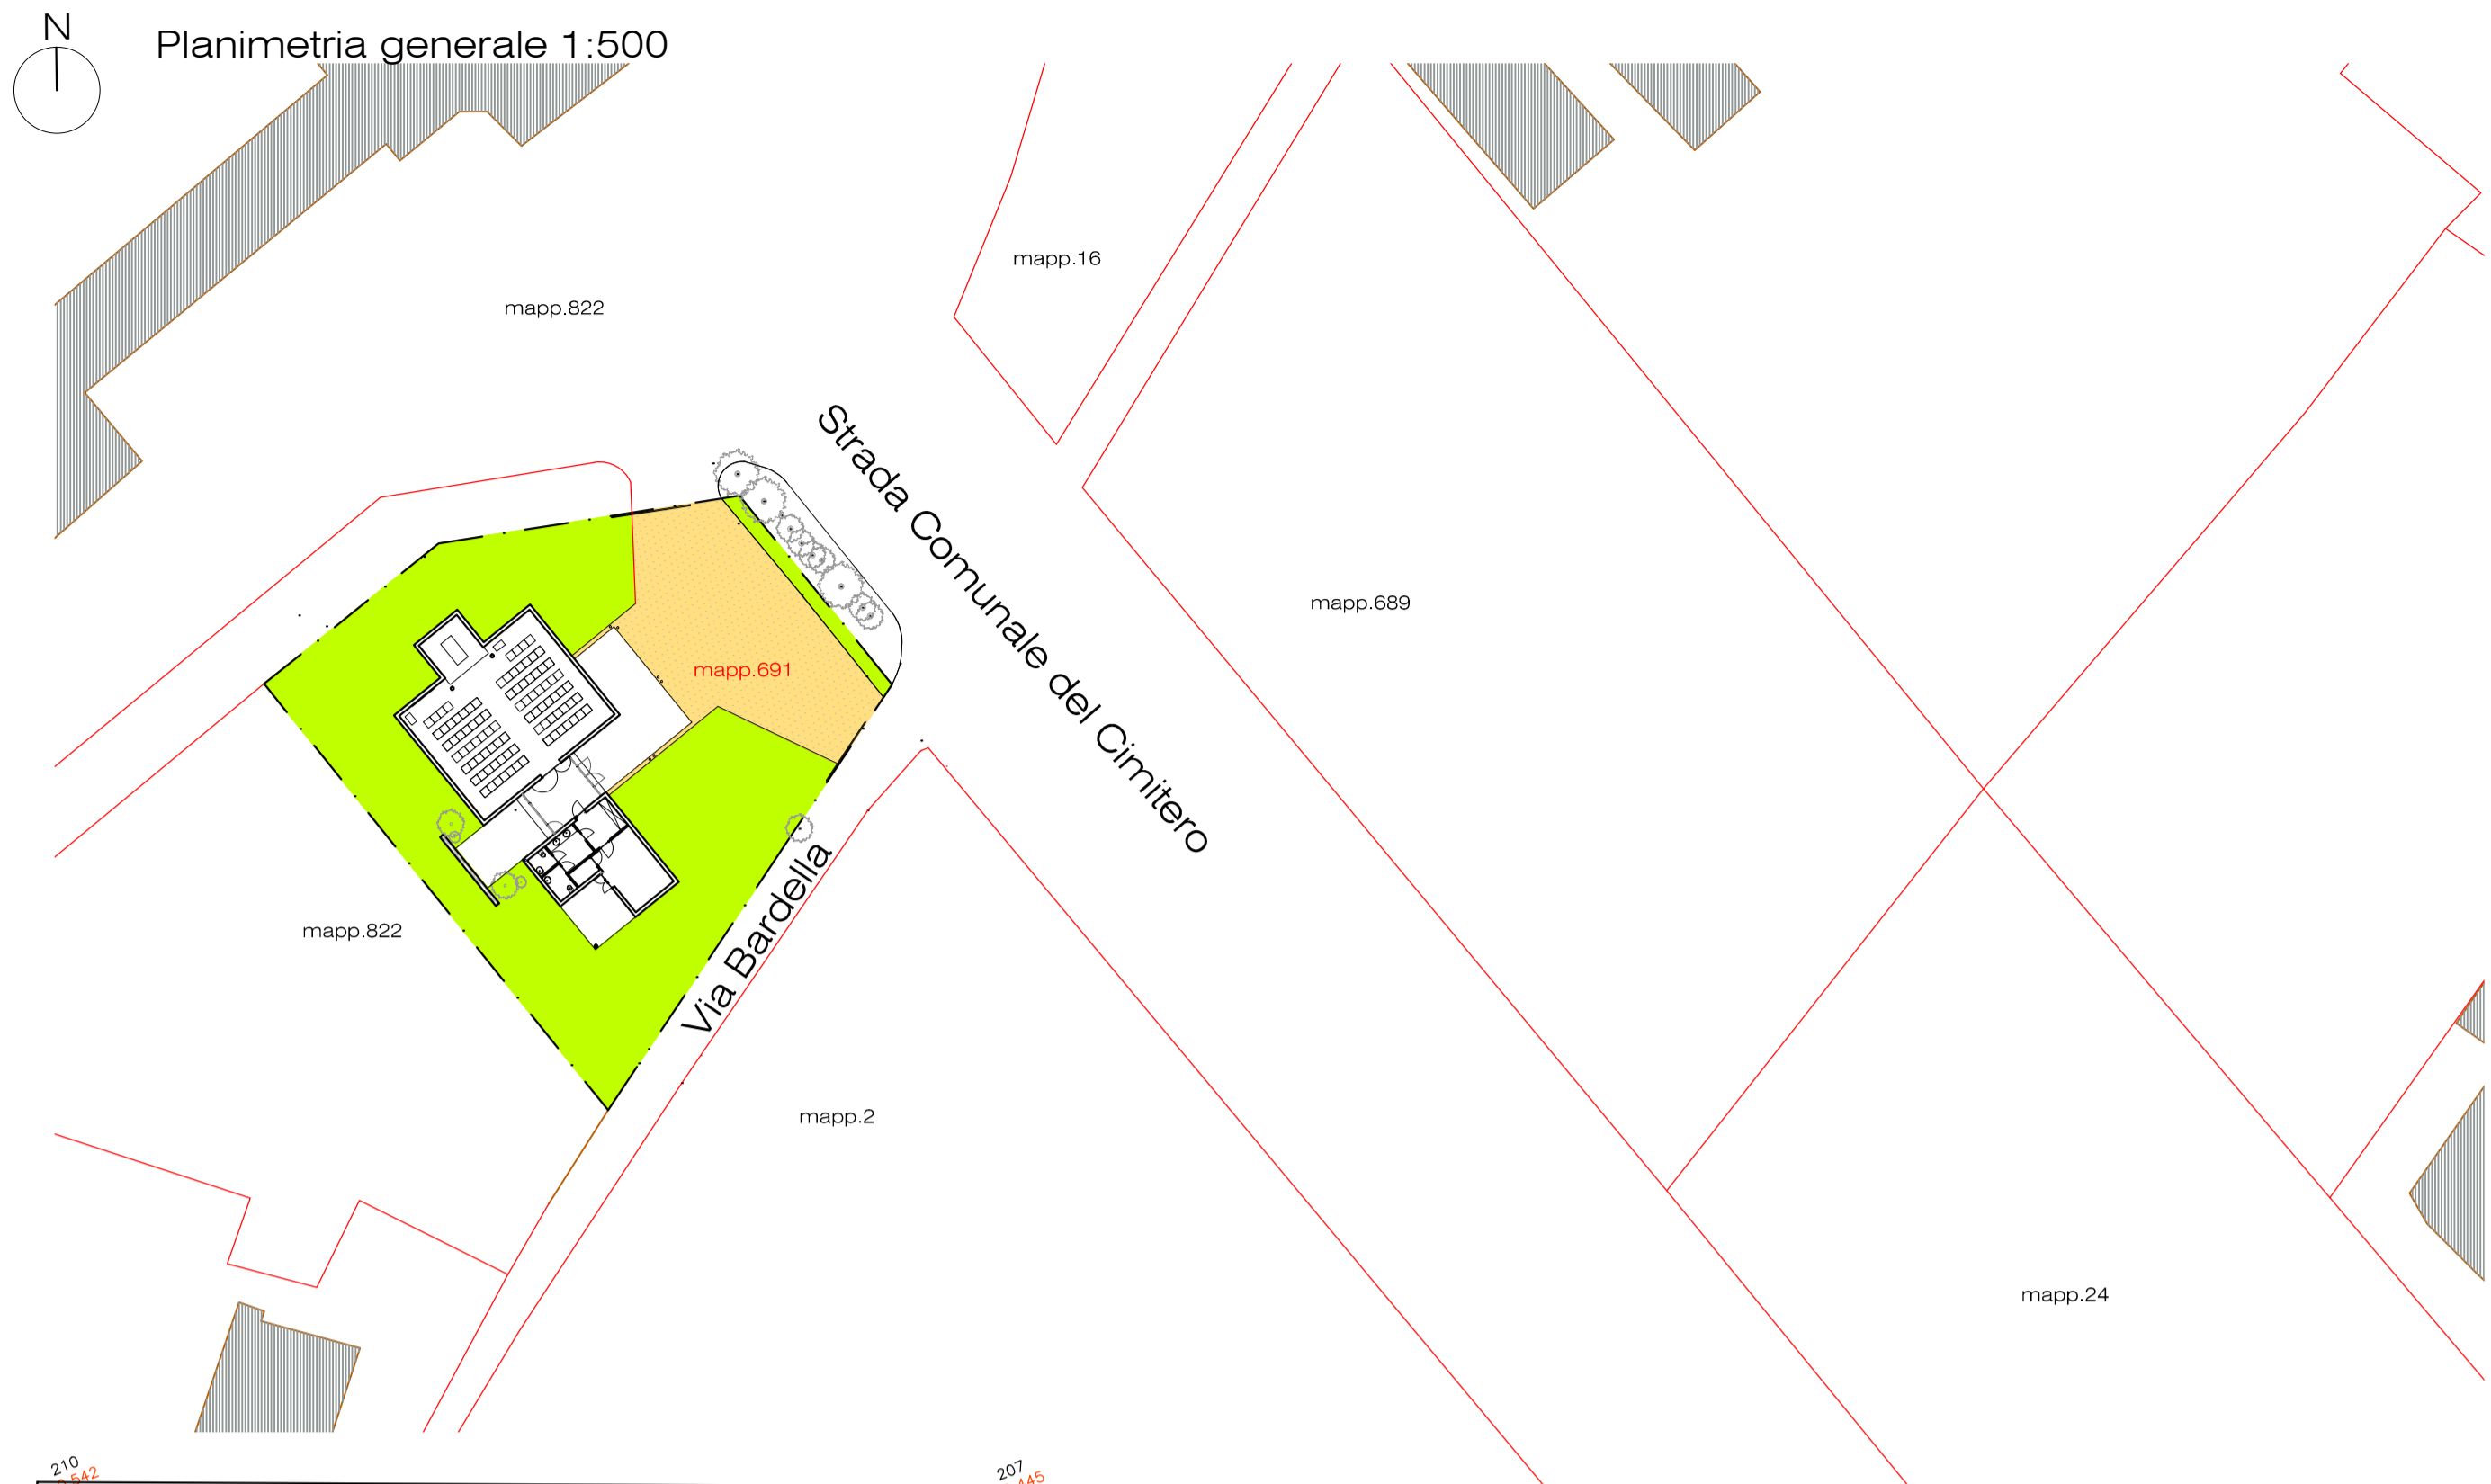 N
Planimetria generale 1:500
mapp.16
mapp.822
Strada Comunale del Cimitero
mapp.689
mapp.691
Via Bardella
mapp.822
mapp.2
mapp.24
210
207